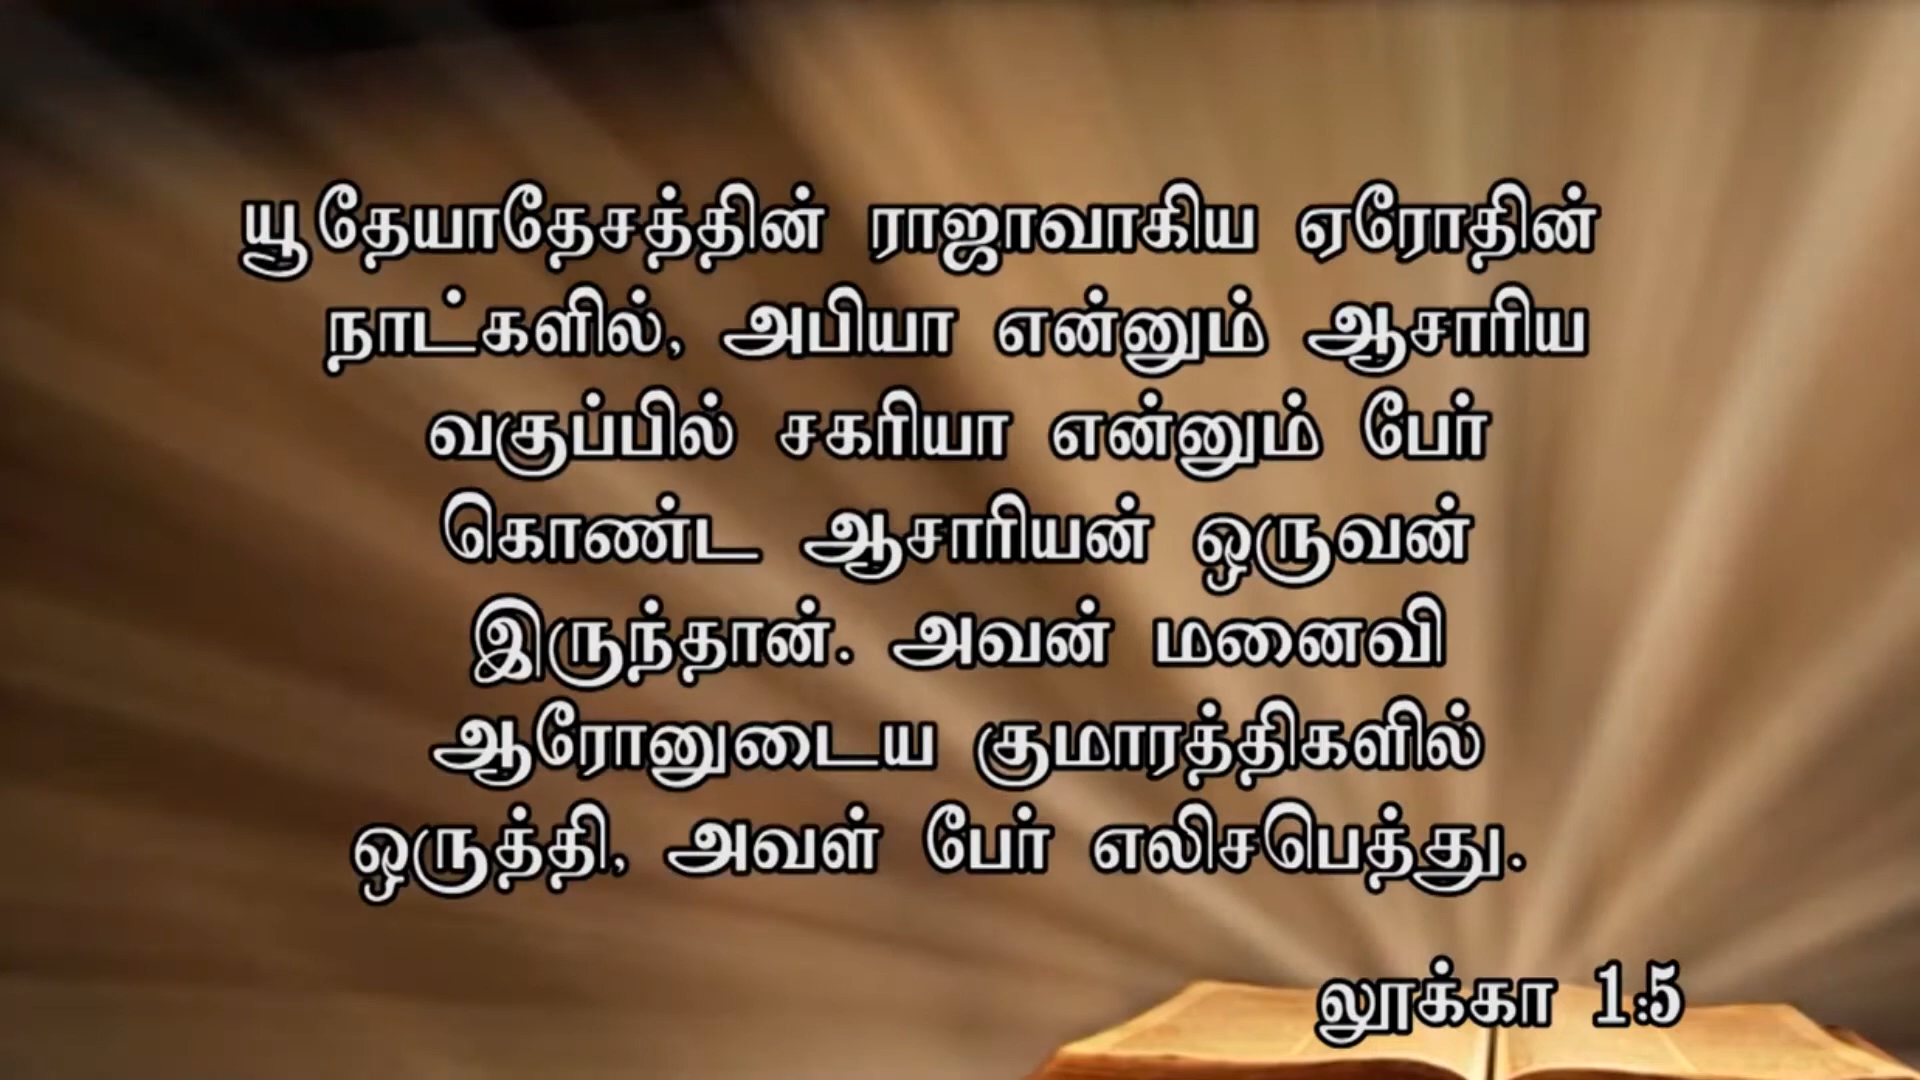 யூதேயாதேசத்தின் ராஜாவாகிய ஏரோதின்
நாட்களில், அபியா என்னும் ஆசாரிய
வகுப்பில் சகரியா என்னும் பேர்
கொண்ட ஆசாரியன் ஒருவன்
இருந்தான். அவன் மனைவி
ஆரோனுடைய குமாரத்திகளில்
ஒருத்தி, அவள் பேர் எலிசபெத்து.
லூக்கா 1:5